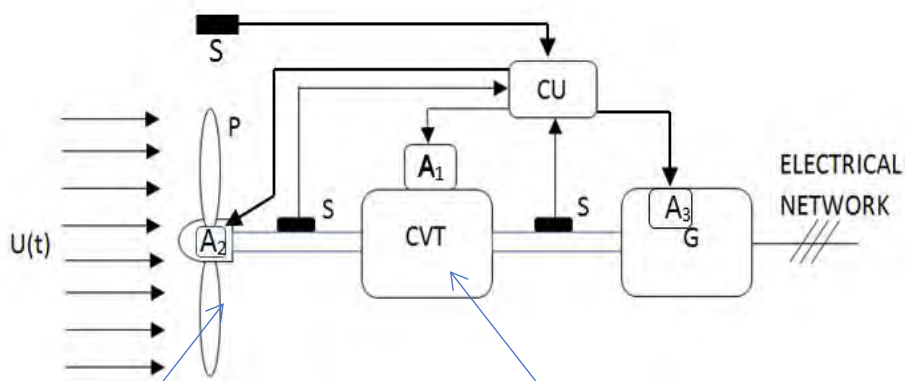 S
CU
P
A₁
ELECTRICAL
NETWORK
S
S
A₃
G
U(t)
A₂
CVT